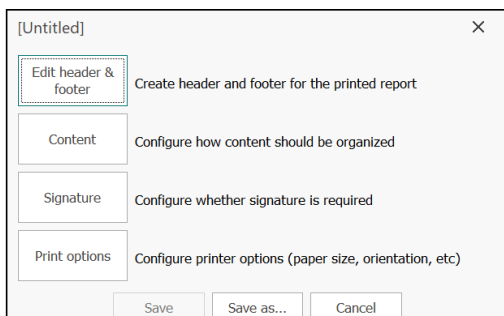 [Untitled]
Edit header &
footer
Create header and footer for the printed report
Content
Configure how content should be organized
Signature
Configure whether signature is required
Print options
Configure printer options (paper size, orientation, etc)
Save
Save as...
Cancel